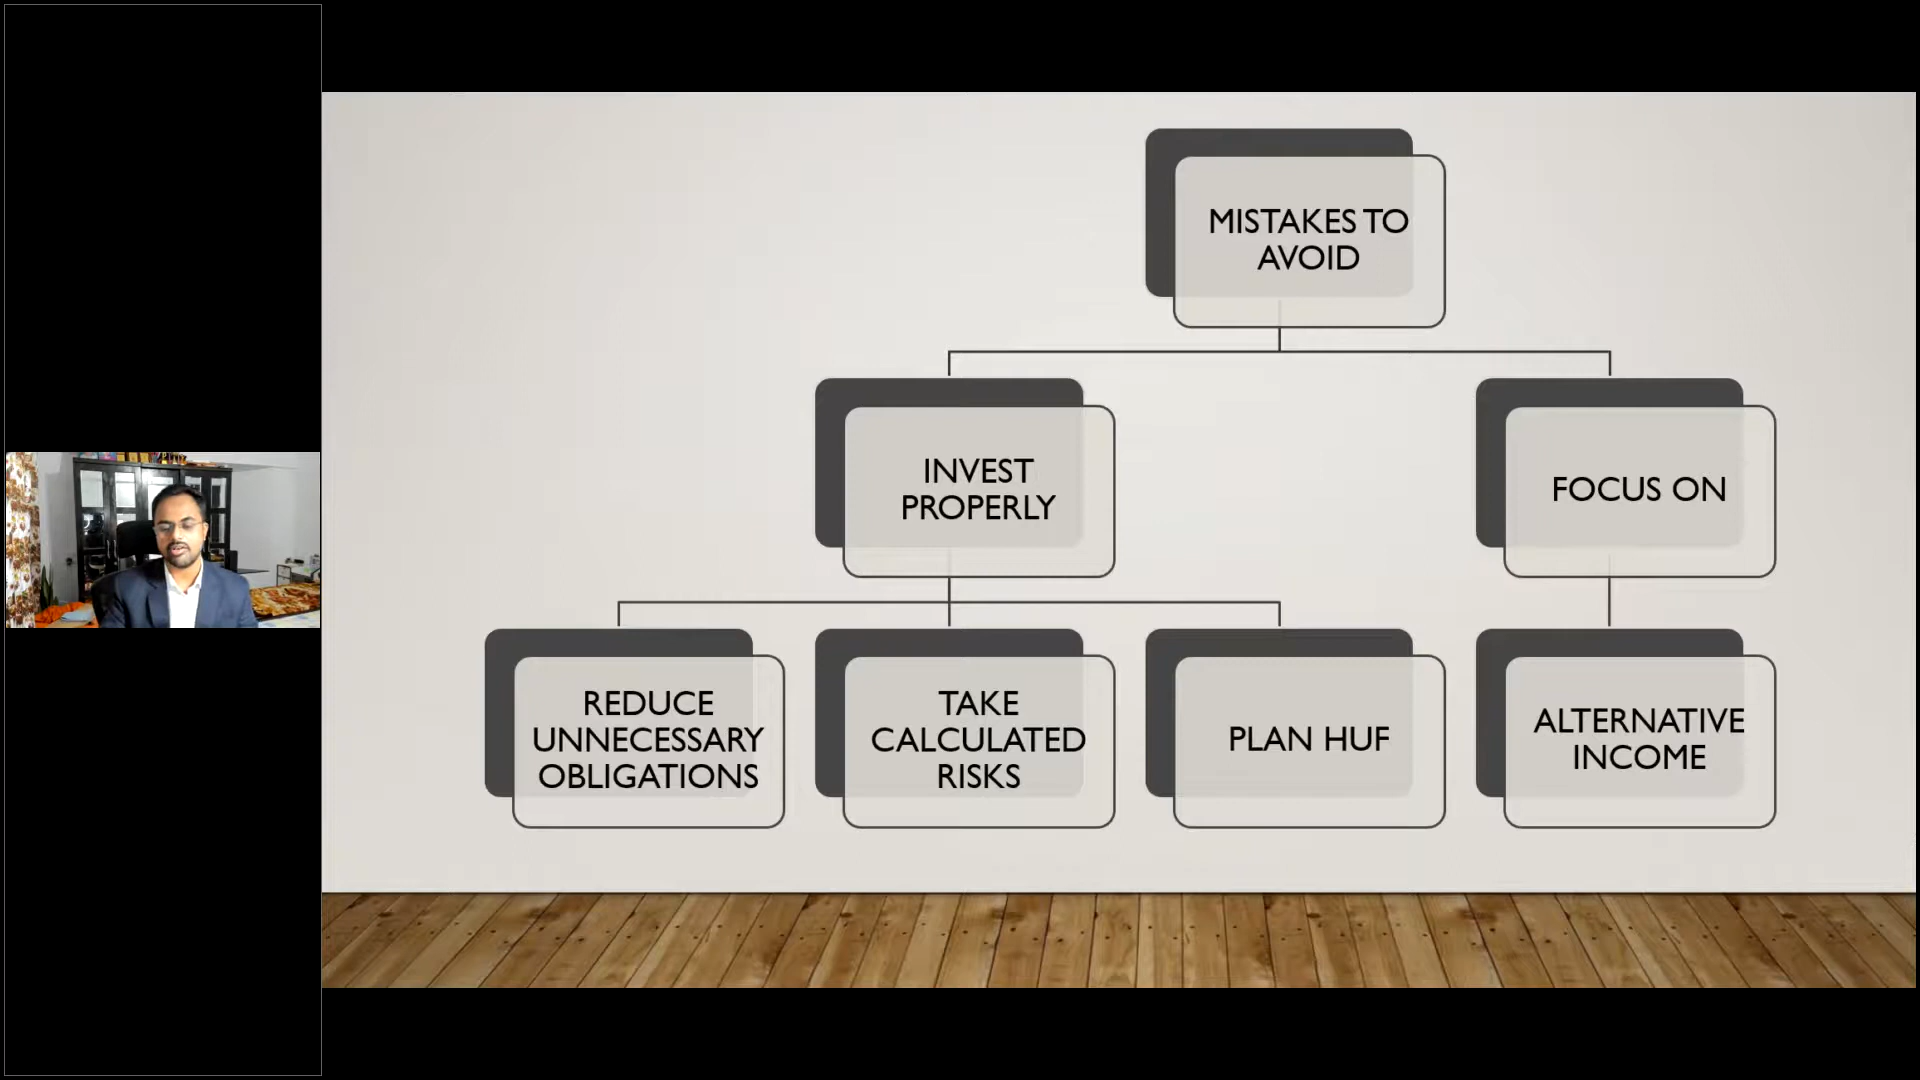 MISTAKES TO
AVOID
INVEST
PROPERLY
FOCUS ON
REDUCE
UNNECESSARY
OBLIGATIONS
TAKE
CALCULATED
RISKS
PLAN HUF
ALTERNATIVE
INCOME